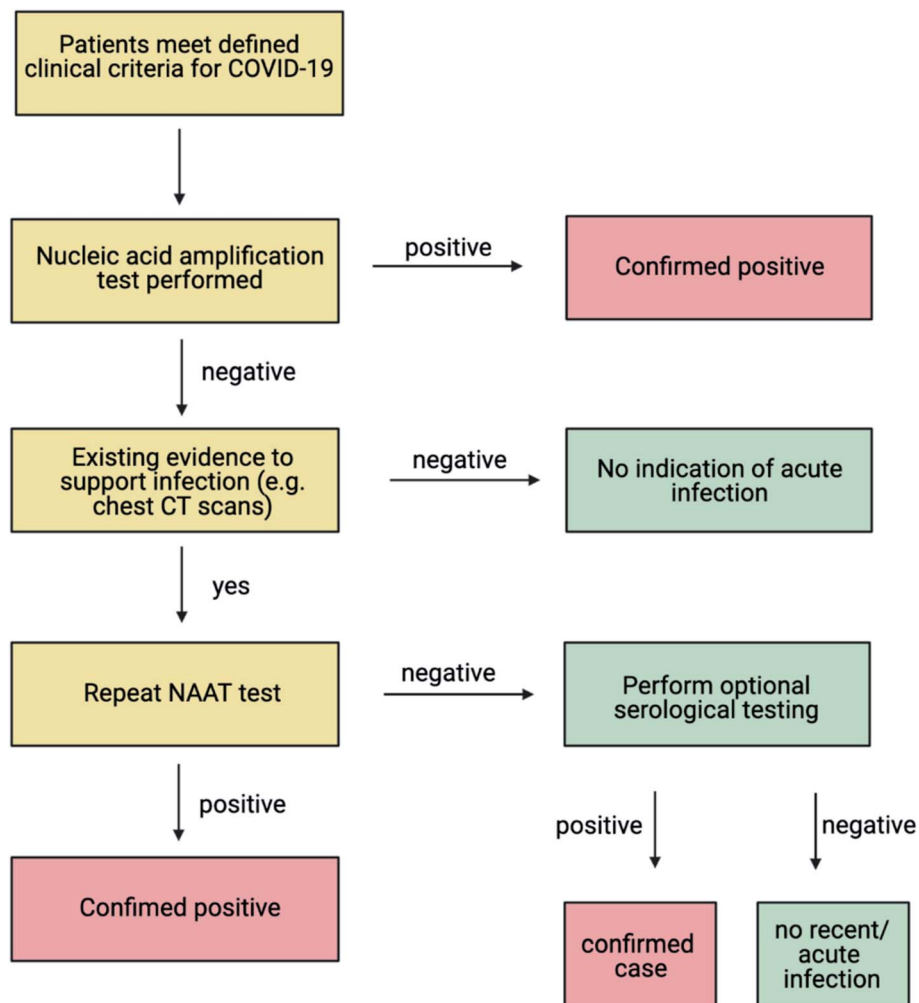 Patients meet defined
clinical criteria for COVID-19
Nucleic acid amplification
test performed
positive
Confirmed positive
negative
Existing evidence to
support infection (e.g.
chest CT scans)
negative
No indication of acute
infection
yes
Repeat NAAT test
negative
Perform optional
serological testing
positive
Confimed positive
positive
negative
confirmed
case
no recent/
acute
infection